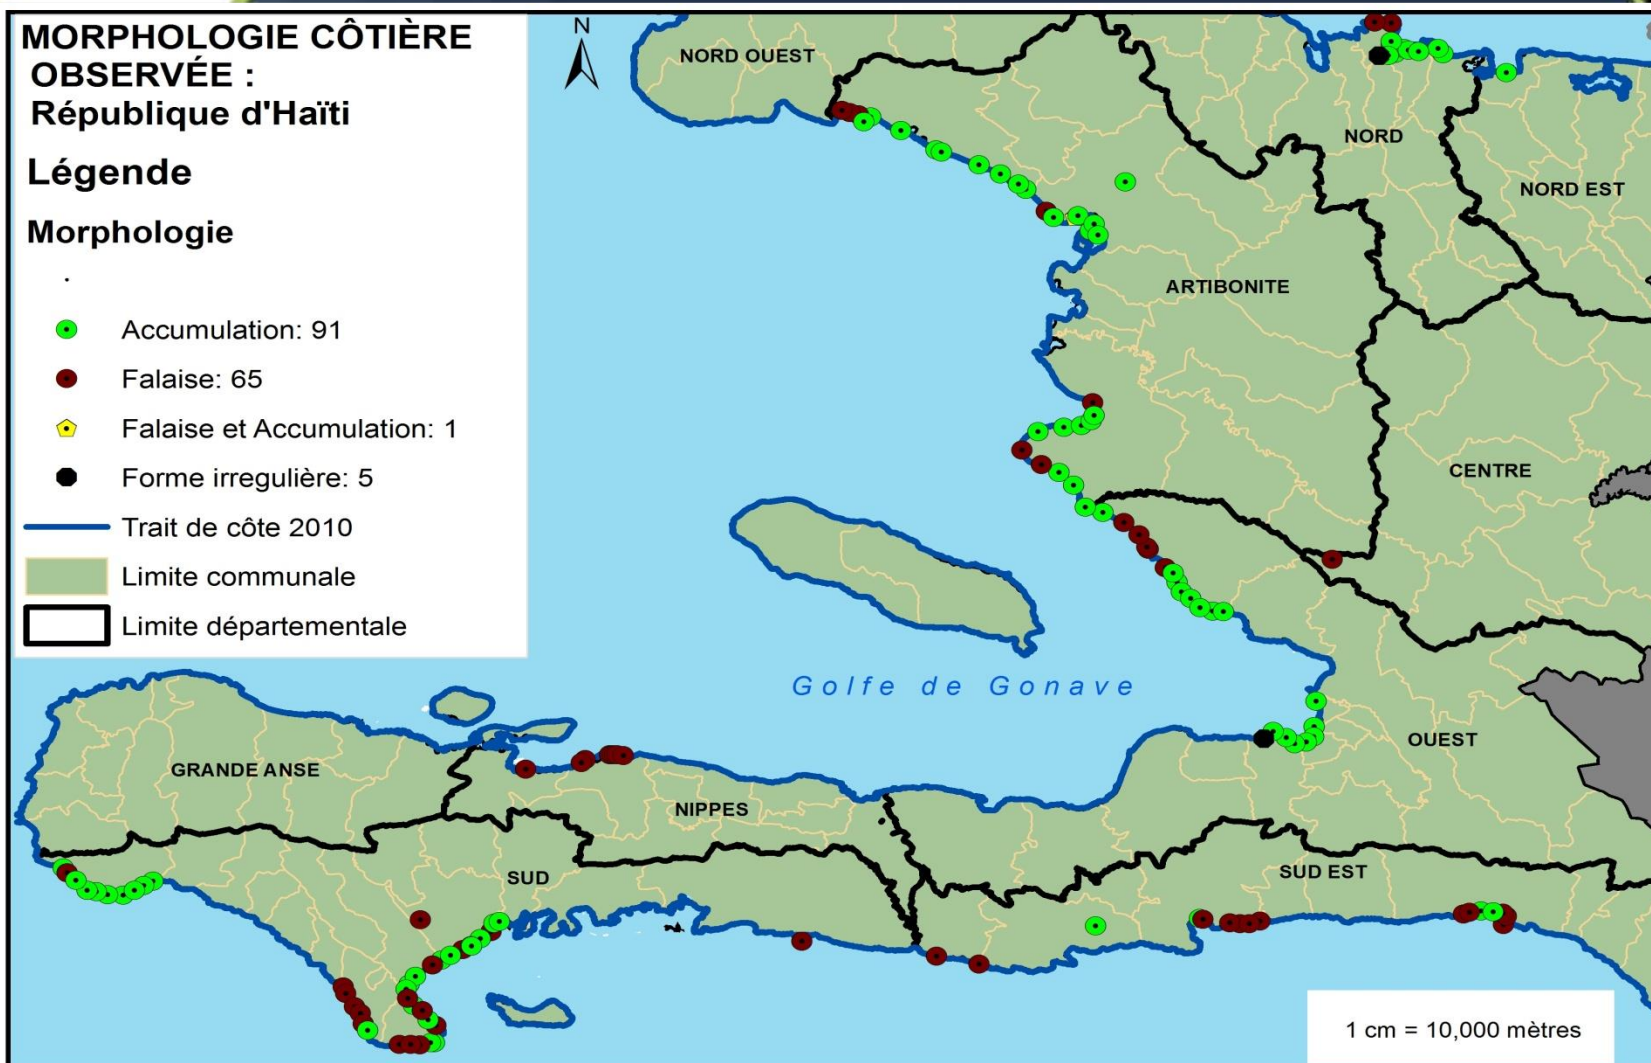 MORPHOLOGIE CÔTIÈRE
OBSERVÉE :
République d'Haïti
Légende
Morphologie
Accumulation: 91
Falaise: 65
Falaise et Accumulation: 1
Forme irregulière: 5
Trait de côte 2010
Limite communale
Limite départementale
N
NORD OUEST
NORD
NORD EST
ARTIBONITE
CENTRE
Golfe de Gonave
OUEST
GRANDE ANSE
NIPPES
SUD
SUD EST
1 cm = 10,000 mètres